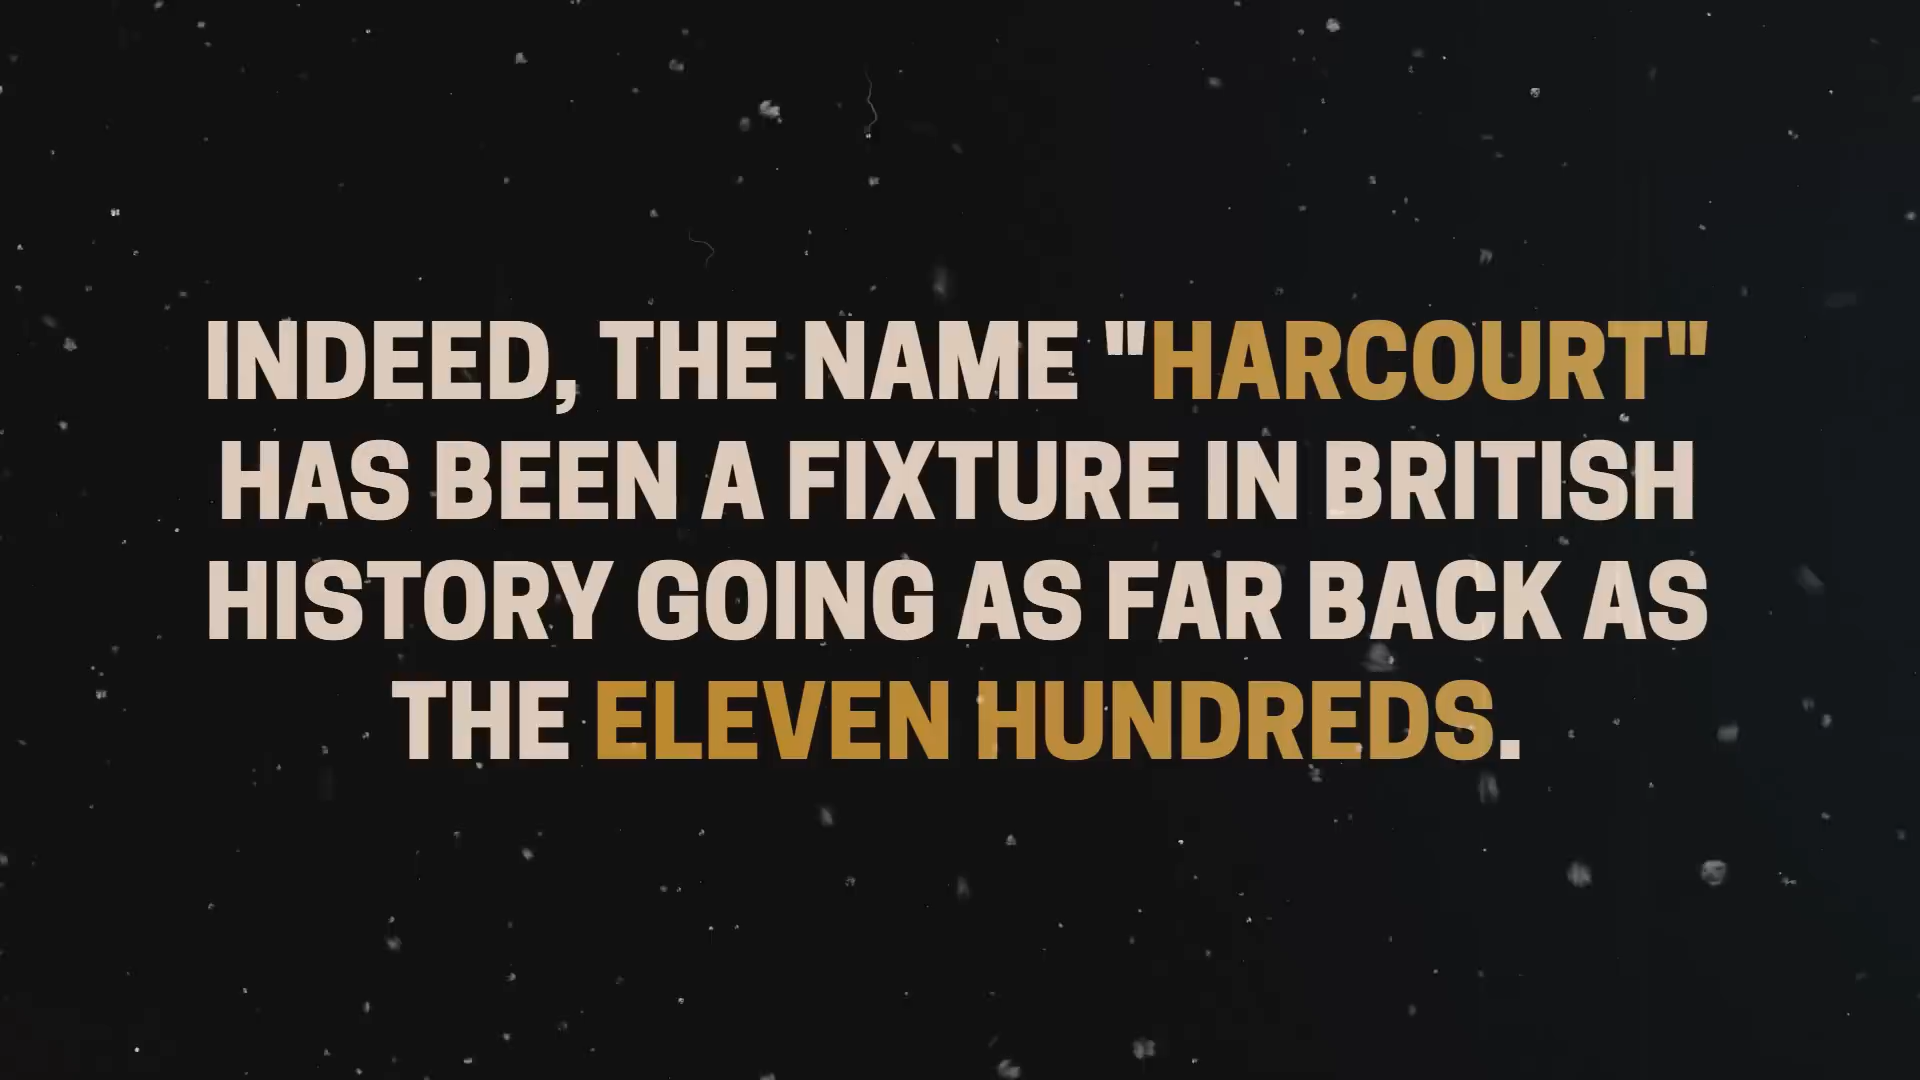 INDEED, THE NAME "HARCOURT"
HAS BEEN A FIXTURE IN BRITISH
HISTORY GOING AS FAR BACK AS
THE ELEVEN HUNDREDS.